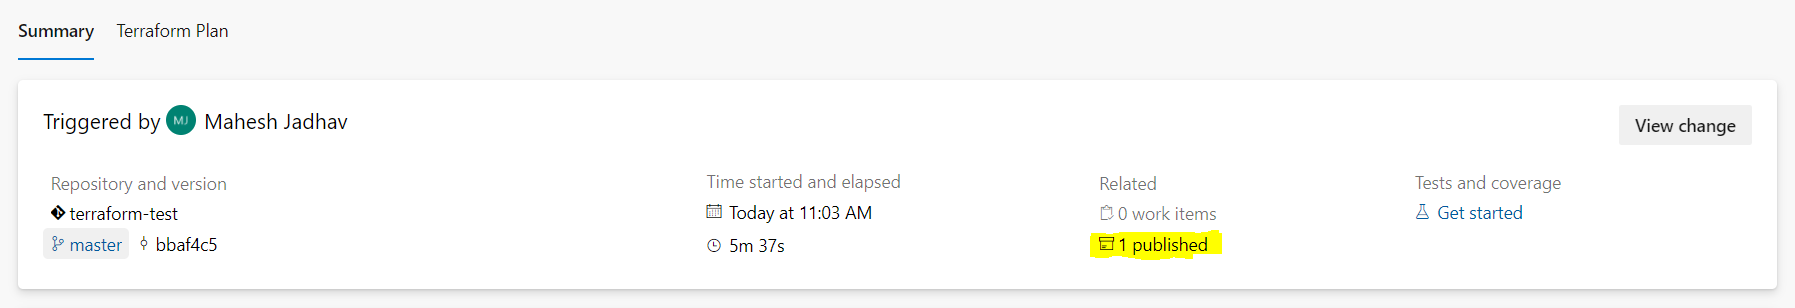 Summary Terraform Plan
Triggered by MJ Mahesh Jadhav
View change
Repository and version
terraform-test
master bbaf4c5
Time started and elapsed
Today at 11:03 AM
5m 37s
Related
0 work items
1 published
Tests and coverage
Get started